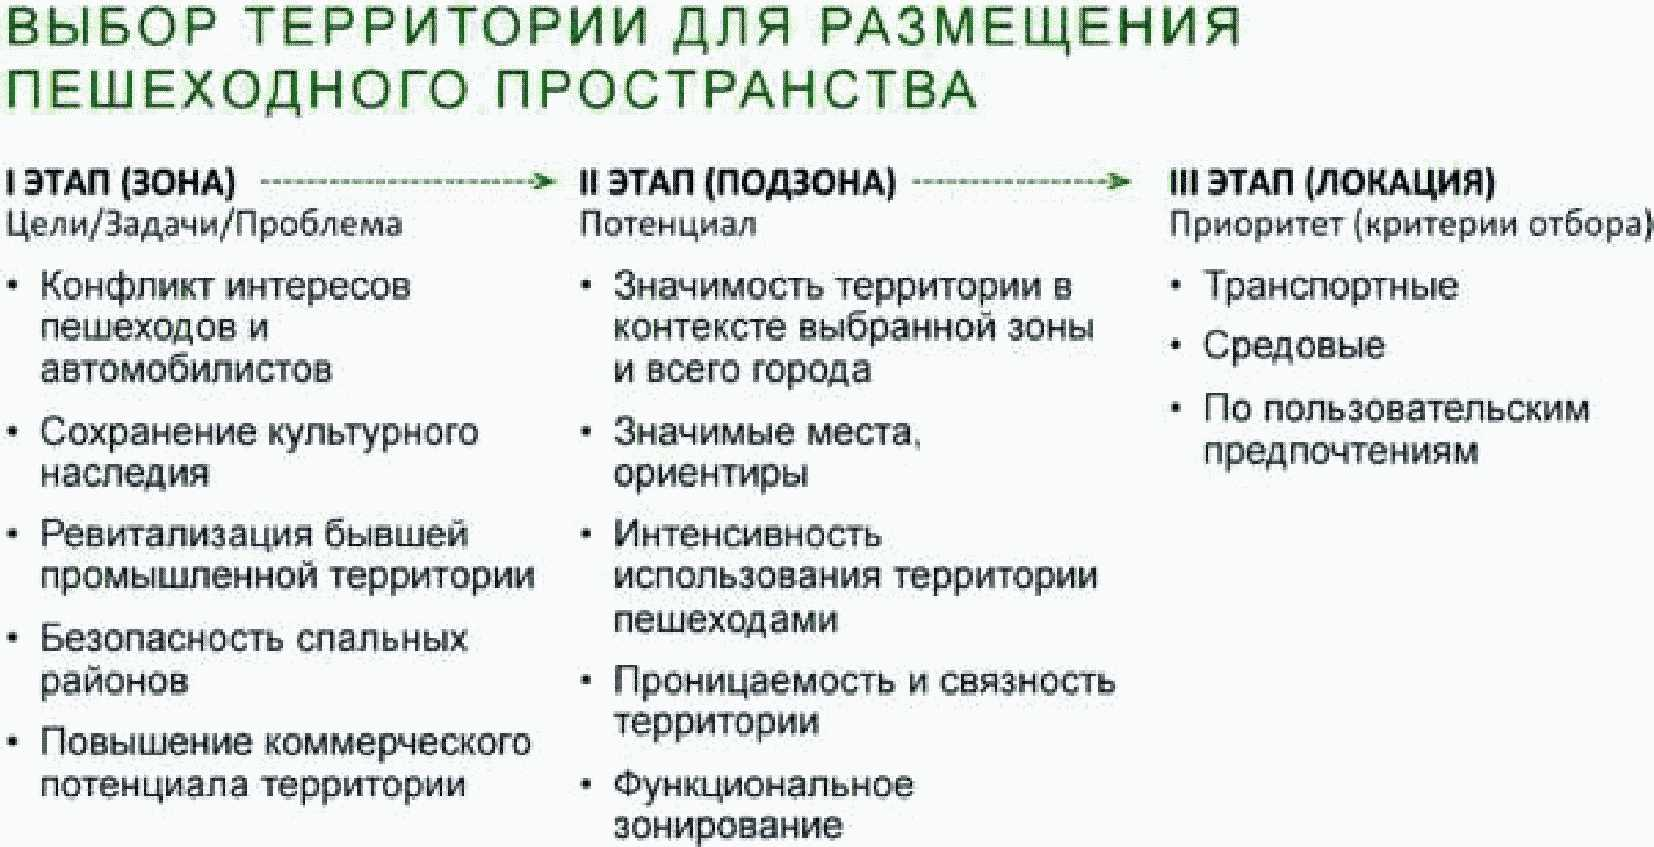 ВЫБОР ТЕРРИТОРИИ ДЛЯ РАЗМЕЩЕНИЯ
ПЕШЕХОДНОГО ПРОСТРАНСТВА
I ЭТАП (ЗОНА)
Цели/Задачи/Проблема
• Конфликт интересов
пешеходов и
автомобилистов
• Сохранение культурного
наследия
• Ревитализация бывшей
промышленной территории
• Безопасность спальных
районов
• Повышение коммерческого
потенциала территории
II ЭТАП (ПОДЗОНА)
Потенциал
• Значимость территории в
контексте выбранной зоны
и всего города
• Значимые места,
ориентиры
• Интенсивность
использования территории
пешеходами
• Проницаемость и связность
территории
• Функциональное
зонирование
III ЭТАП (ЛОКАЦИЯ)
Приоритет (критерии отбора)
• Транспортные
• Средовые
• По пользовательским
предпочтениям